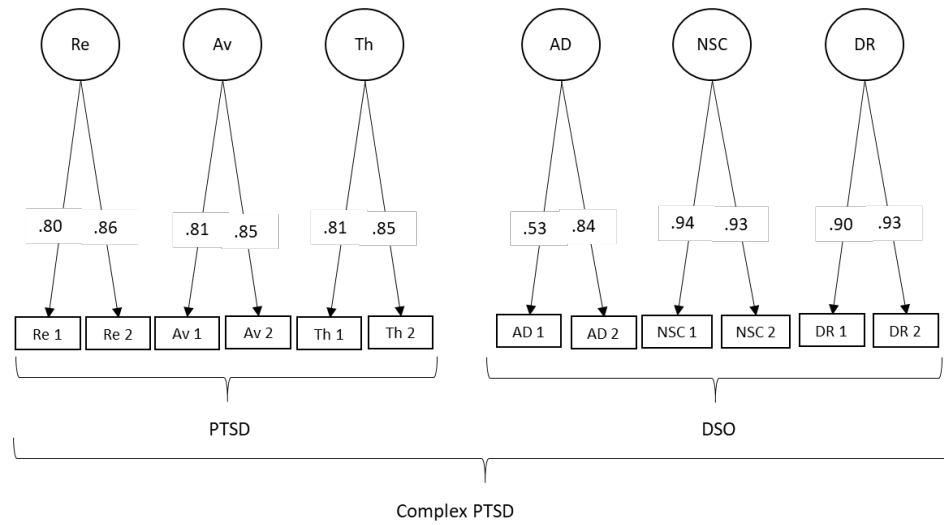 Re Av Th AD NSC DR
.80 .86 .81 .85 .81 .85 .53 .84 .94 .93 .90 .93
Re 1 Re 2 Av 1 Av 2 Th 1 Th 2 AD 1 AD 2 NSC 1 NSC 2 DR 1 DR 2
PTSD DSO
Complex PTSD